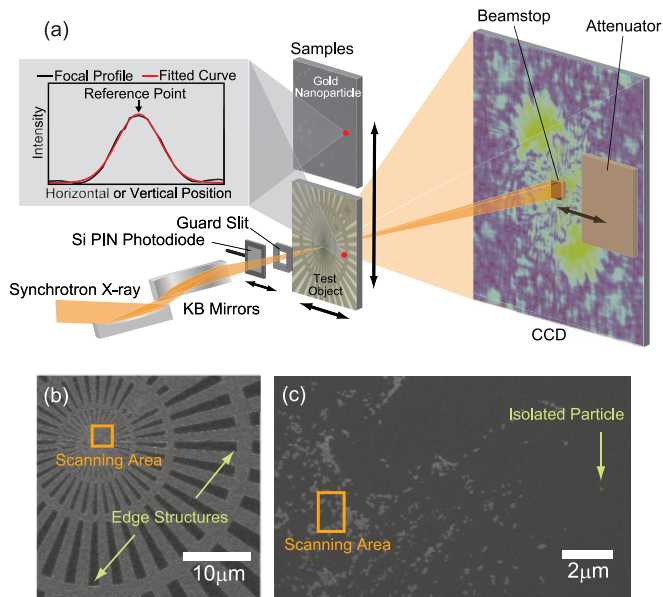 (a)
Samples
Beamstop
Attenuator
Focal Profile
Fitted Curve
Reference Point
Intensity
Horizontal or Vertical Position
Gold
Nanoparticle
Guard Slit
Si PIN Photodiode
Test
Object
Synchrotron X-ray
KB Mirrors
CCD
(b)
Scanning Area
Edge Structures
10μm
(c)
Isolated Particle
Scanning Area
2μm